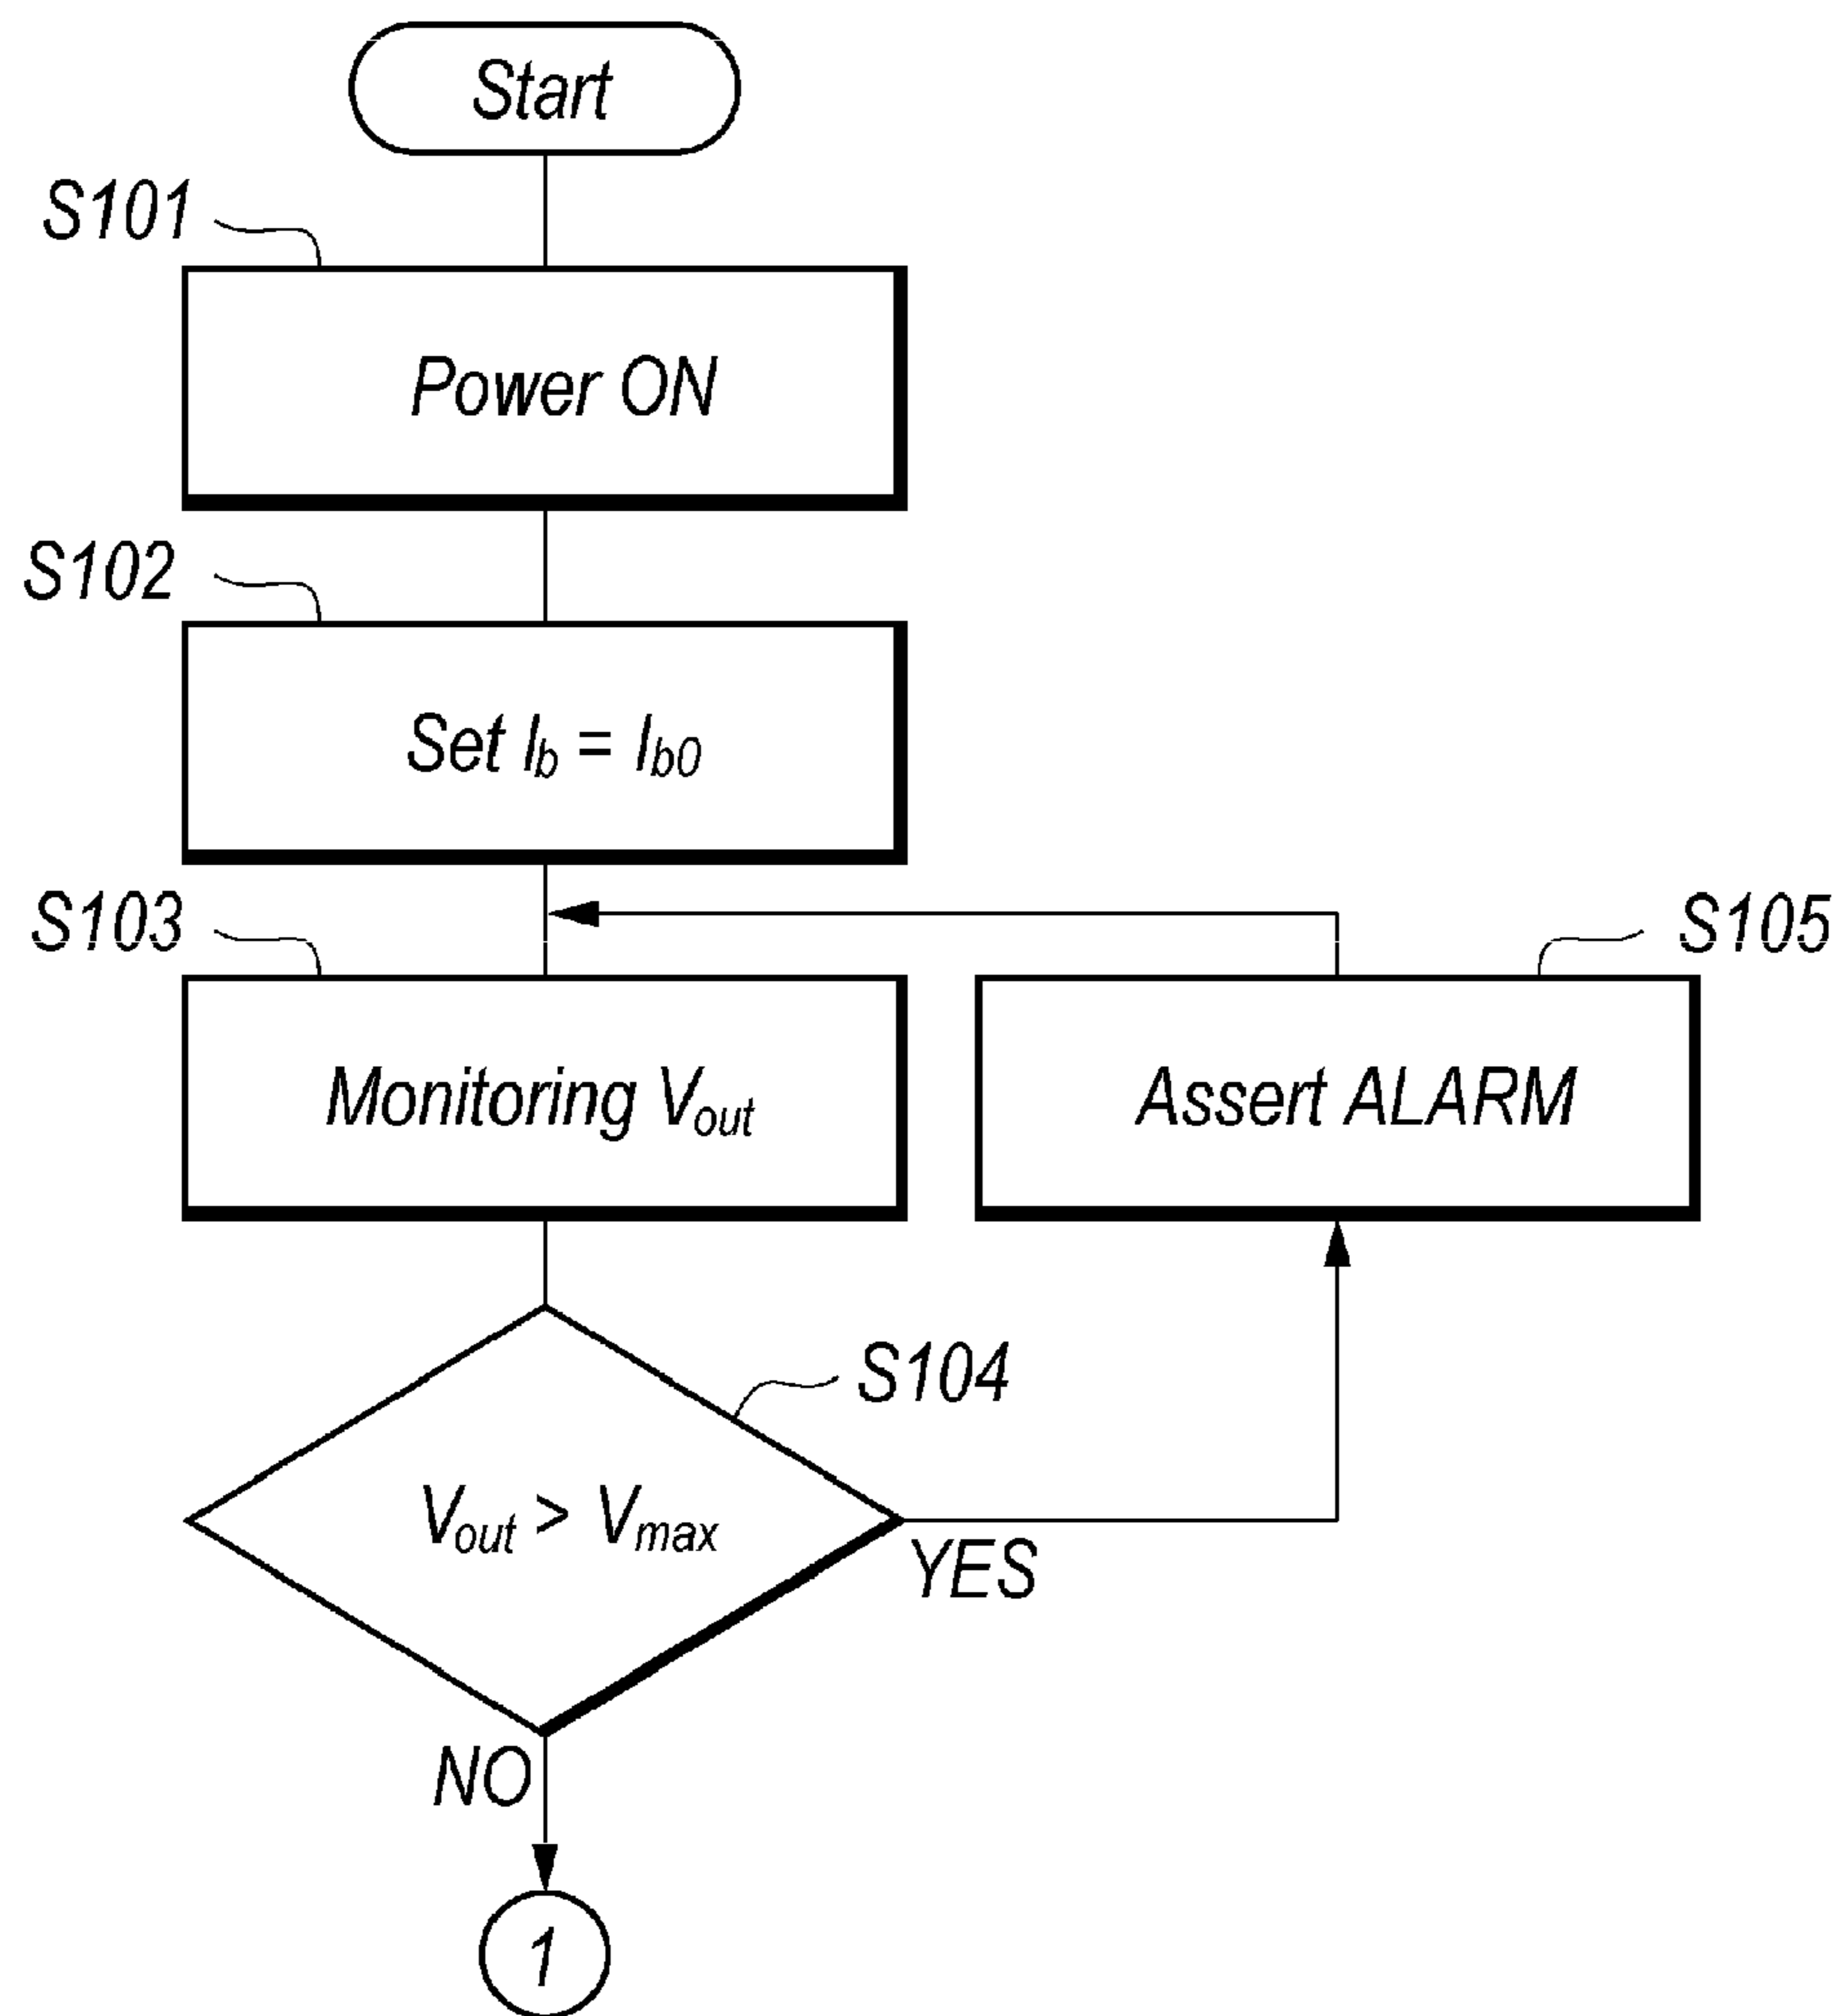 Start
S101
Power ON
S102
Set Ib = Ib0
S103
S105
Monitoring Vout
Assert ALARM
S104
Vout > Vmax
YES
NO
1